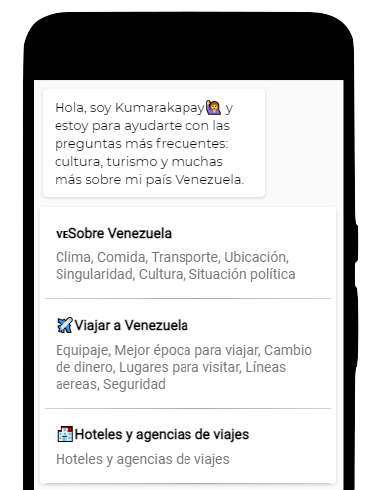 Hola, soy Kumarakapay🙋🏽‍♀️ y
estoy para ayudarte con las
preguntas más frecuentes:
cultura, turismo y muchas
más sobre mi país Venezuela.
🇻🇪Sobre Venezuela
Clima, Comida, Transporte, Ubicación,
Singularidad, Cultura, Situación política
✈️Viajar a Venezuela
Equipaje, Mejor época para viajar, Cambio
de dinero, Lugares para visitar, Líneas
aereas, Seguridad
🏨Hoteles y agencias de viajes
Hoteles y agencias de viajes